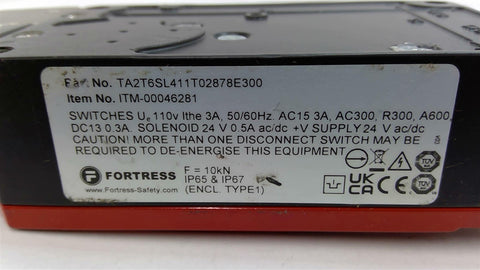 Part No. TA2T6SL411T02878E300
Item No. ITM-00046281
SWITCHES Ue 110v Ithe 3A, 50/60Hz. AC15 3A, AC300, R300, A600,
DC13 0.3A. SOLENOID 24 V 0.5A ac/dc +V SUPPLY 24 V ac/dc
CAUTION! MORE THAN ONE DISCONNECT SWITCH MAY BE
REQUIRED TO DE-ENERGISE THIS EQUIPMENT
FORTRESS
www.Fortress-Safety.com
F = 10kN
IP65 & IP67
(ENCL. TYPE1)
TÜV
UK
CA
CE
TÜV